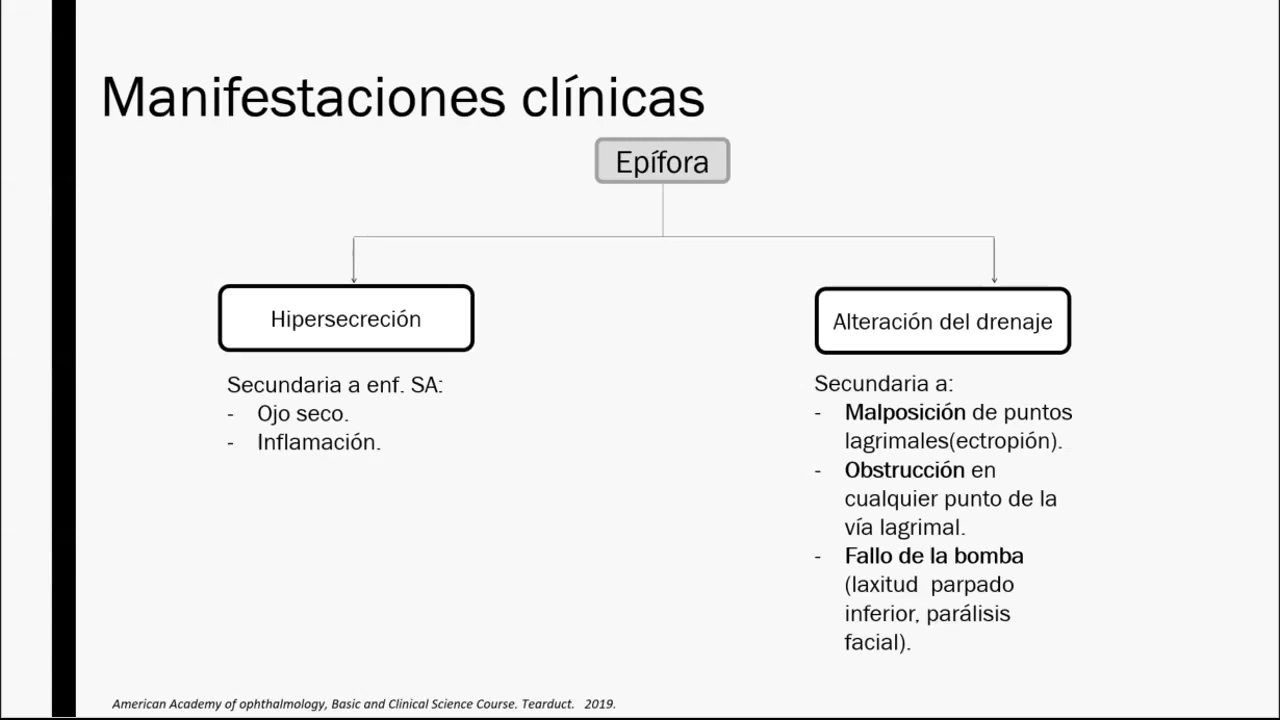 Manifestaciones clínicas
Epífora
Hipersecreción
Secundaria a enf. SA:
- Ojo seco.
- Inflamación.
Alteración del drenaje
Secundaria a:
- Malposición de puntos
lagrimales(ectropión).
- Obstrucción en
cualquier punto de la
vía lagrimal.
- Fallo de la bomba
(laxitud parpado
inferior, parálisis
facial).
American Academy of ophthalmology, Basic and Clinical Science Course. Tearduct. 2019.